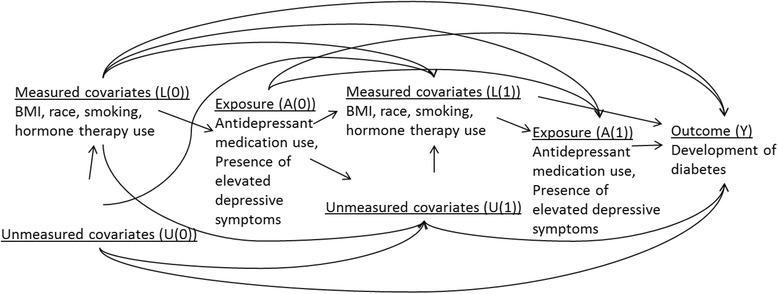 Measured covariates (L(0))
BMI, race, smoking,
hormone therapy use
Unmeasured covariates (U(0))
Exposure (A(0))
Antidepressant
medication use,
Presence of
elevated
depressive
symptoms
Measured covariates (L(1))
BMI, race, smoking,
hormone therapy use
Unmeasured covariates (U(1))
Exposure (A(1))
Antidepressant
medication use,
Presence of
elevated depressive
symptoms
Outcome (Y)
Development of
diabetes